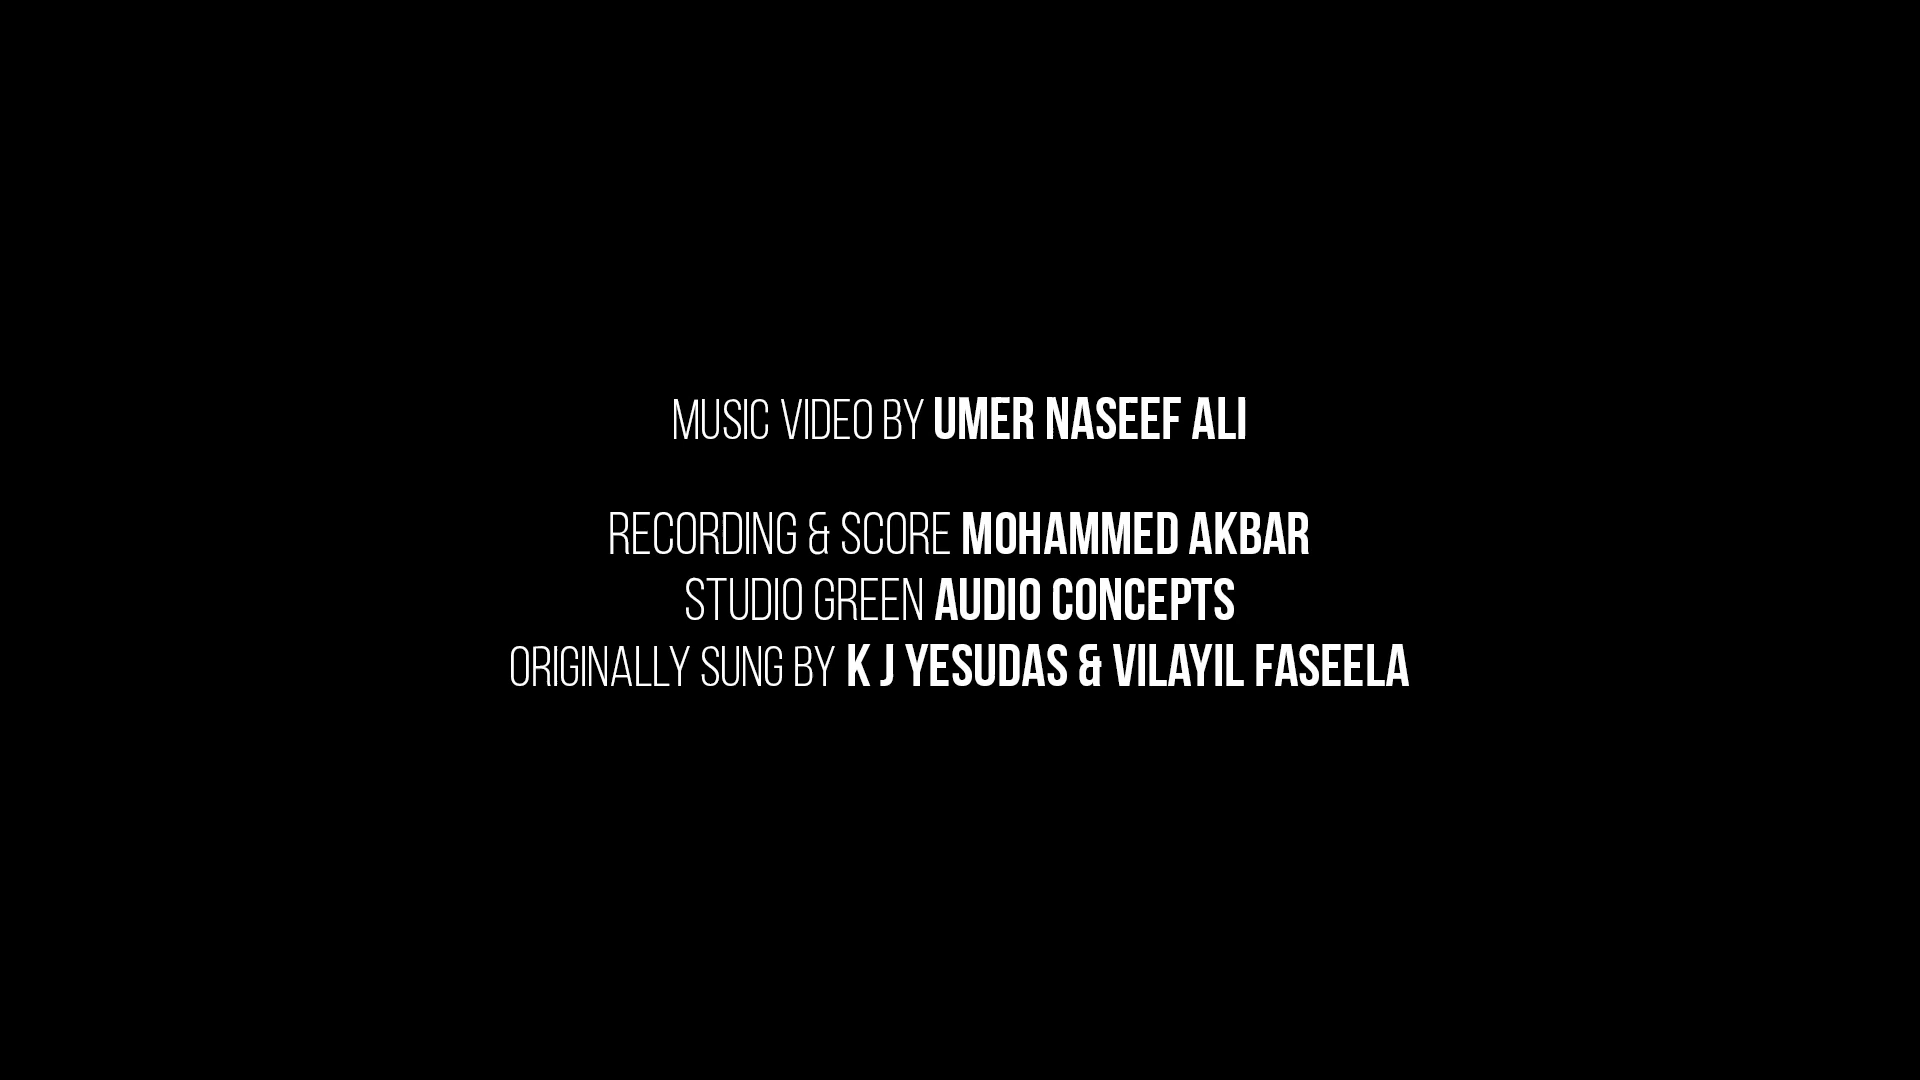 MUSIC VIDEO BY UMER NASEEF ALI
RECORDING & SCORE MOHAMMED AKBAR
STUDIO GREEN AUDIO CONCEPTS
ORIGINALLY SUNG BY K J YESUDAS & VILAYIL FASEELA